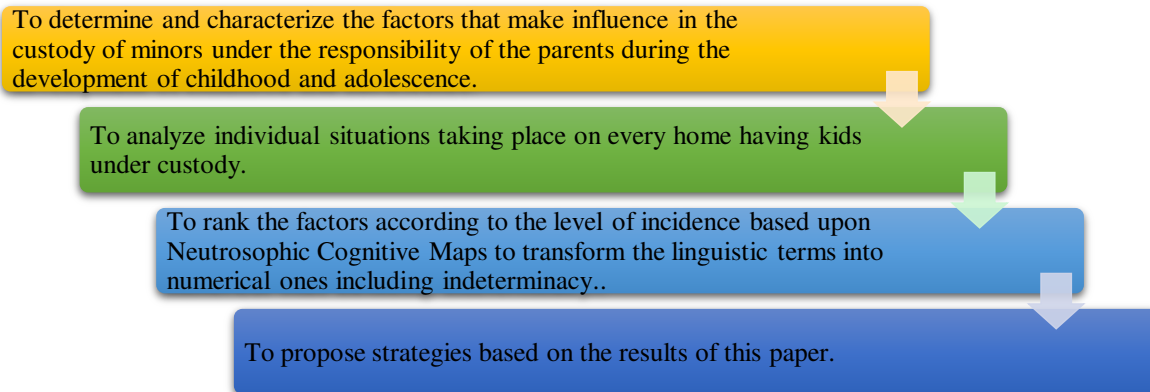 To determine and characterize the factors that make influence in the
custody of minors under the responsibility of the parents during the
development of childhood and adolescence.
To analyze individual situations taking place on every home having kids
under custody.
To rank the factors according to the level of incidence based upon
Neutrosophic Cognitive Maps to transform the linguistic terms into
numerical ones including indeterminacy..
To propose strategies based on the results of this paper.